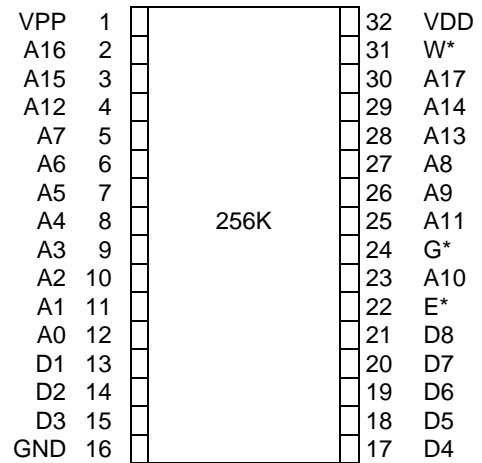 VPP 1 32 VDD
A16 2 31 W*
A15 3 30 A17
A12 4 29 A14
A7 5 28 A13
A6 6 27 A8
A5 7 26 A9
A4 8 256K 25 A11
A3 9 24 G*
A2 10 23 A10
A1 11 22 E*
A0 12 21 D8
D1 13 20 D7
D2 14 19 D6
D3 15 18 D5
GND 16 17 D4